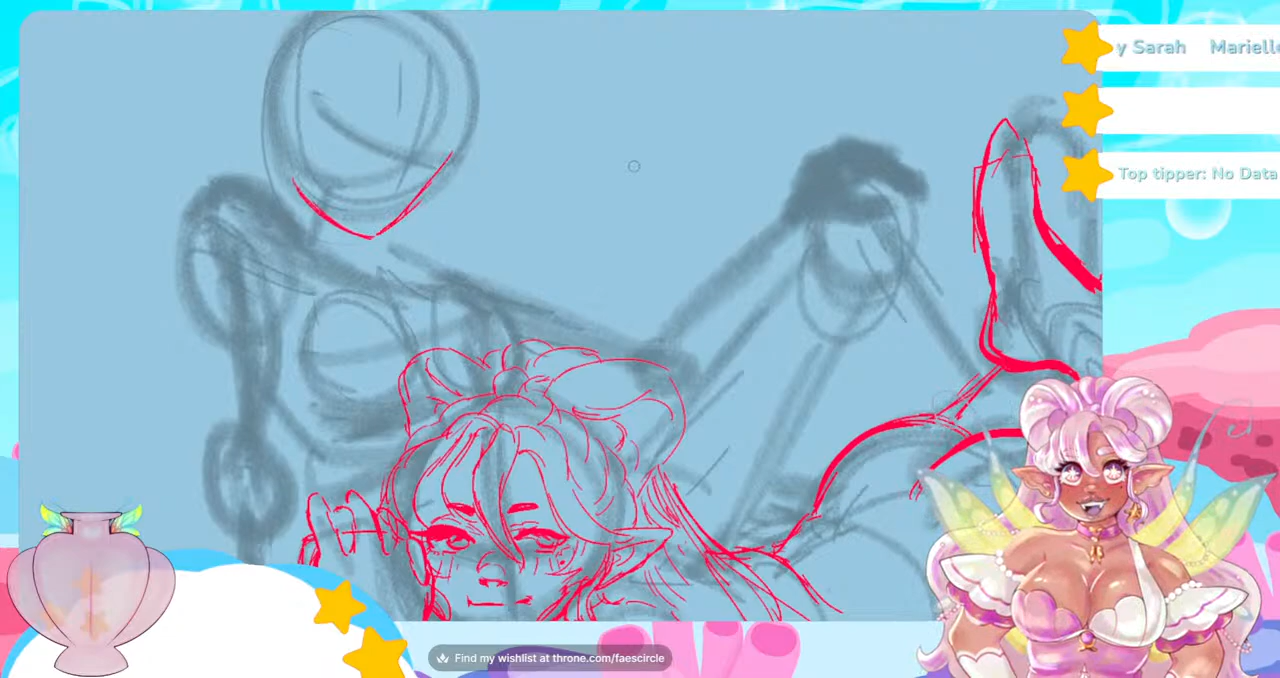 y Sarah Marielle
Top tipper: No Data
Find my wishlist at throne.com/faescircle